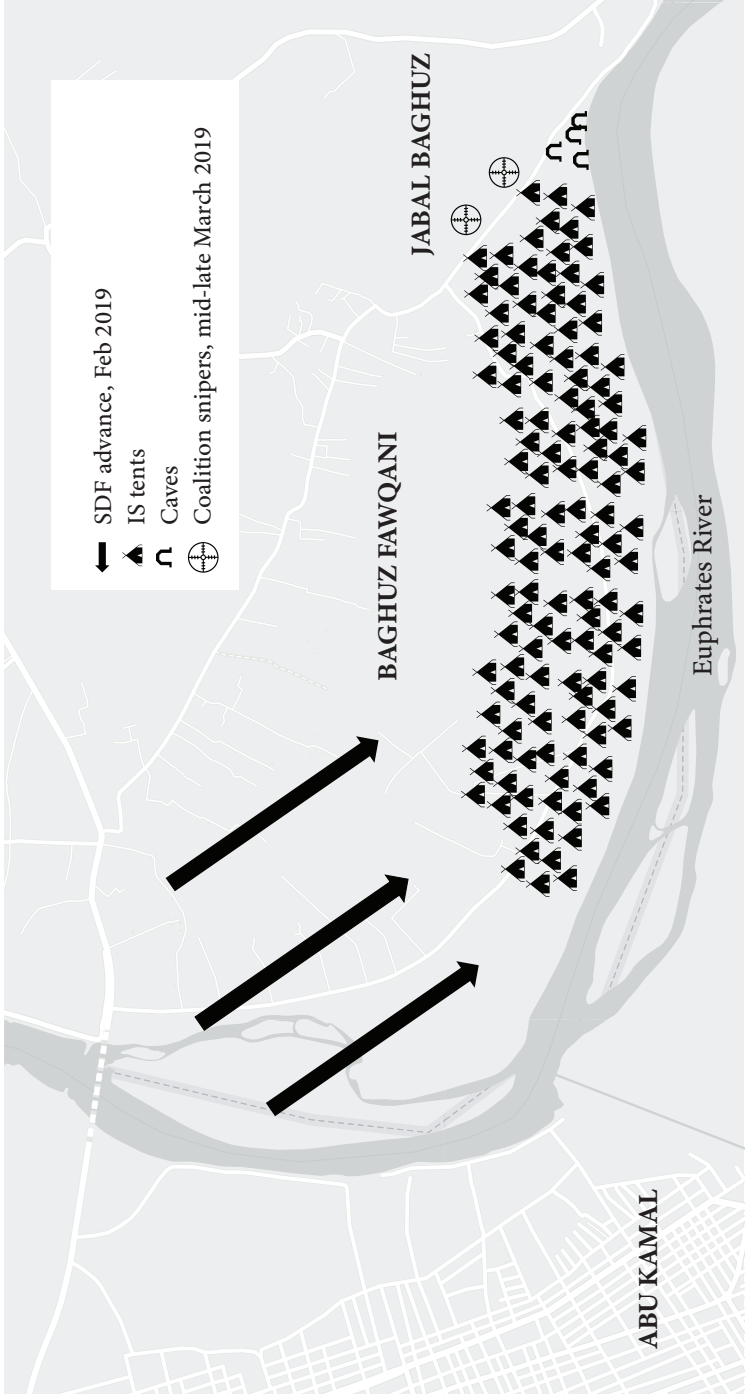 SDF advance, Feb 2019
IS tents
Caves
Coalition snipers, mid-late March 2019
JABAL BAGHUZ
BAGHUZ FAWQANI
Euphrates River
ABU KAMAL